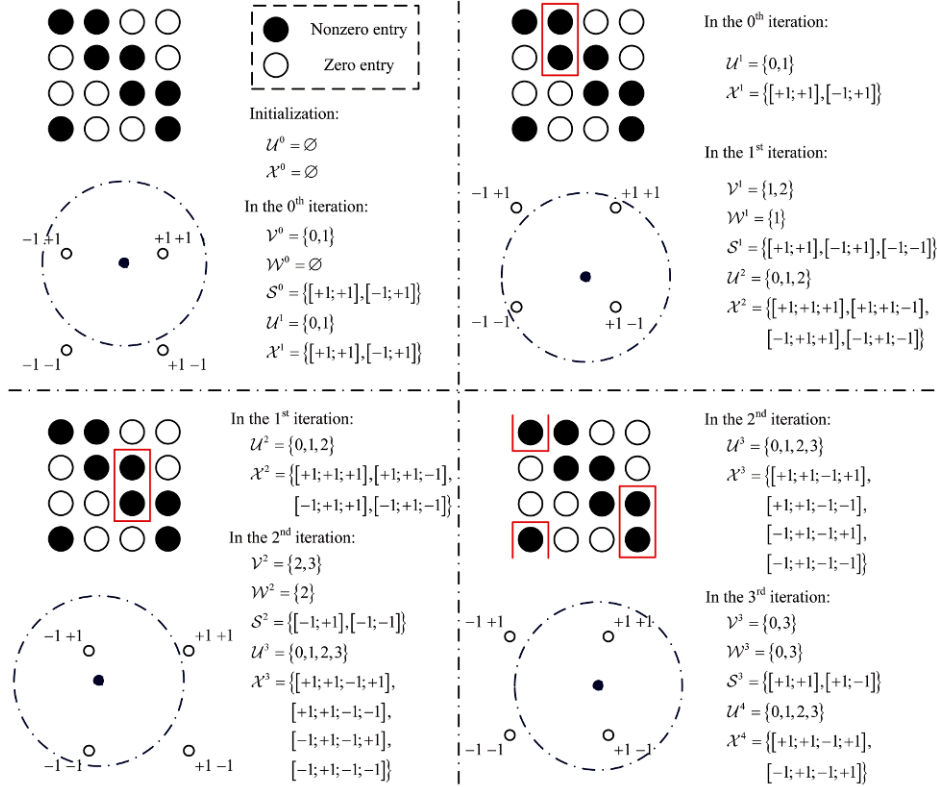 Nonzero entry
Zero entry
Initialization:
𝒰⁰ = ∅
𝒳⁰ = ∅
In the 0th iteration:
𝒱⁰ = {0,1}
𝒲⁰ = ∅
𝒮⁰ = {[+1;+1],[−1;+1]}
𝒰¹ = {0,1}
𝒳¹ = {[+1;+1],[−1;+1]}
−1 +1
+1 +1
−1 −1
+1 −1
In the 0th iteration:
𝒰¹ = {0,1}
𝒳¹ = {[+1;+1],[−1;+1]}
In the 1st iteration:
𝒱¹ = {1,2}
𝒲¹ = {1}
𝒮¹ = {[+1;+1],[−1;+1],[−1;−1]}
𝒰² = {0,1,2}
𝒳² = {[+1;+1;+1],[+1;+1;−1],
[−1;+1;+1],[−1;+1;−1]}
−1 +1
+1 +1
−1 −1
+1 −1
In the 1st iteration:
𝒰² = {0,1,2}
𝒳² = {[+1;+1;+1],[+1;+1;−1],
[−1;+1;+1],[−1;+1;−1]}
In the 2nd iteration:
𝒱² = {2,3}
𝒲² = {2}
𝒮² = {[−1;+1],[−1;−1]}
𝒰³ = {0,1,2,3}
𝒳³ = {[+1;+1;−1;+1],
[+1;+1;−1;−1],
[−1;+1;−1;+1],
[−1;+1;−1;−1]}
−1 +1
+1 +1
−1 −1
+1 −1
In the 2nd iteration:
𝒰³ = {0,1,2,3}
𝒳³ = {[+1;+1;−1;+1],
[+1;+1;−1;−1],
[−1;+1;−1;+1],
[−1;+1;−1;−1]}
In the 3rd iteration:
𝒱³ = {0,3}
𝒲³ = {0,3}
𝒮³ = {[+1;+1],[+1;−1]}
𝒰⁴ = {0,1,2,3}
𝒳⁴ = {[+1;+1;−1;+1],
[−1;+1;−1;+1]}
−1 +1
+1 +1
−1 −1
+1 −1